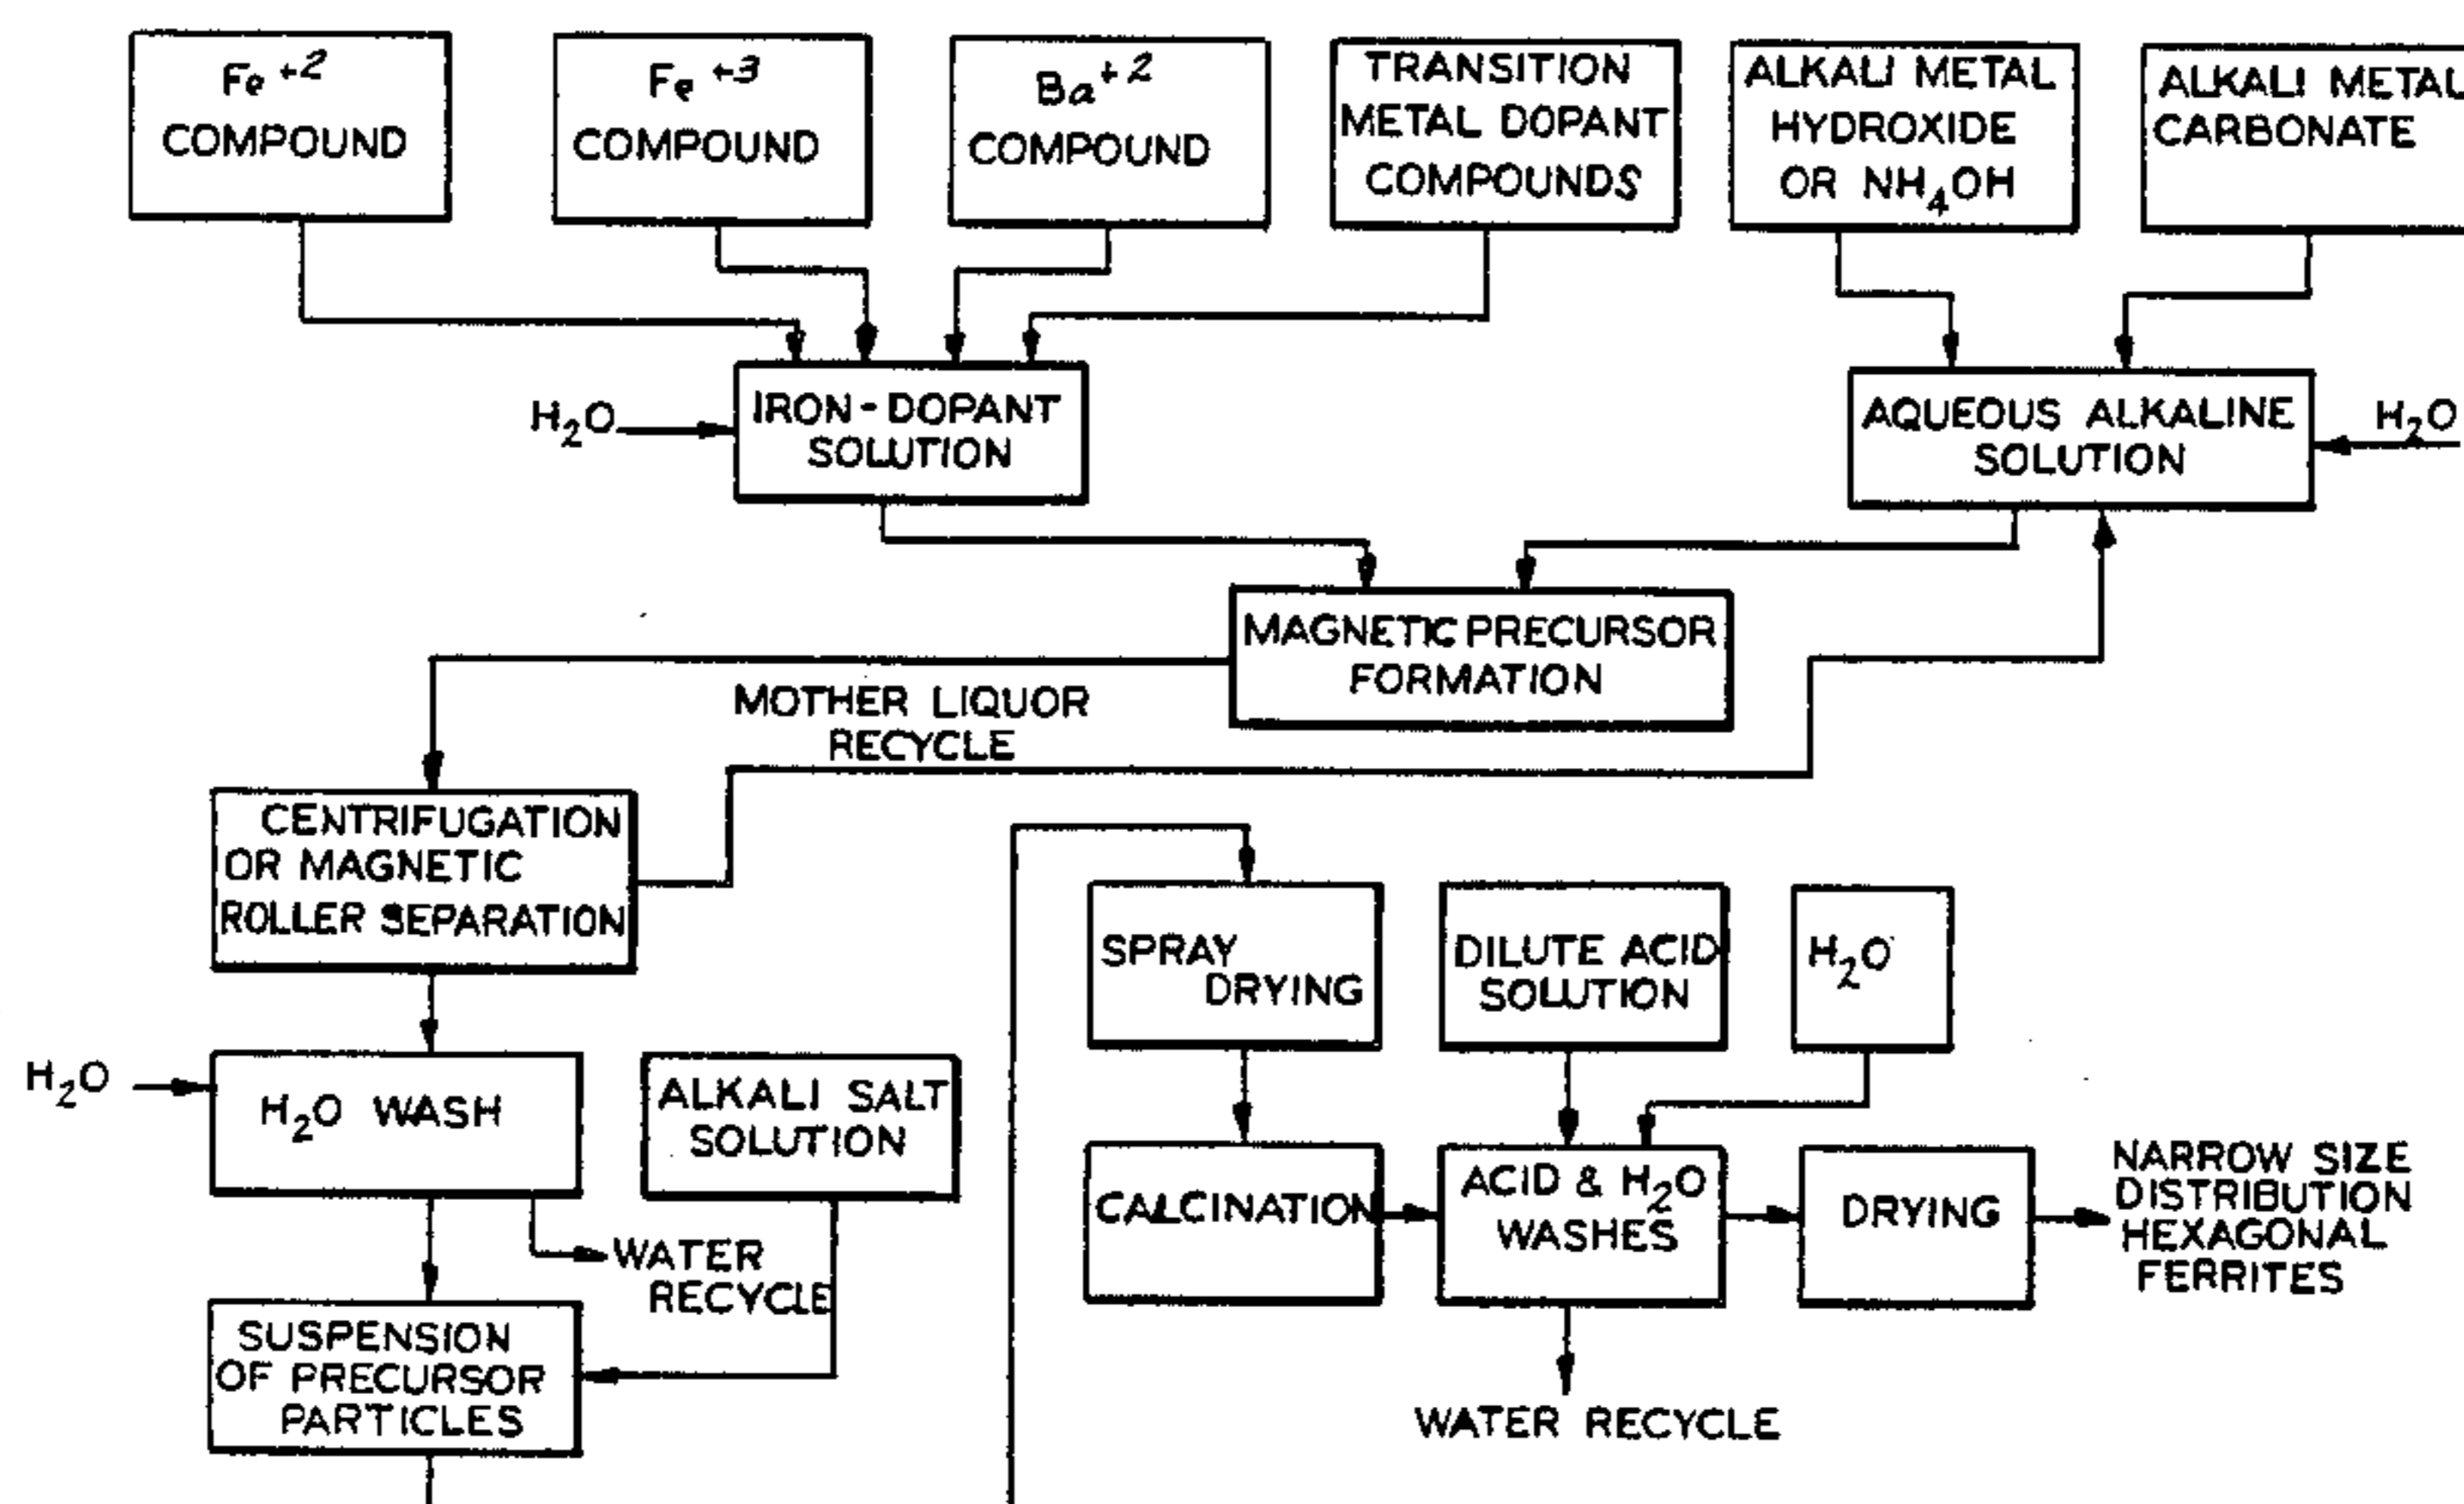 Fe +2
COMPOUND
Fe +3
COMPOUND
Ba +2
COMPOUND
TRANSITION
METAL DOPANT
COMPOUNDS
ALKALI METAL
HYDROXIDE
OR NH4OH
ALKALI METAL
CARBONATE
H2O
IRON-DOPANT
SOLUTION
AQUEOUS ALKALINE
SOLUTION
H2O
MAGNETIC PRECURSOR
FORMATION
MOTHER LIQUOR
RECYCLE
CENTRIFUGATION
OR MAGNETIC
ROLLER SEPARATION
SPRAY
DRYING
DILUTE ACID
SOLUTION
H2O
H2O
H2O WASH
ALKALI SALT
SOLUTION
CALCINATION
ACID & H2O
WASHES
DRYING
NARROW SIZE
DISTRIBUTION
HEXAGONAL
FERRITES
WATER
RECYCLE
SUSPENSION
OF PRECURSOR
PARTICLES
WATER RECYCLE